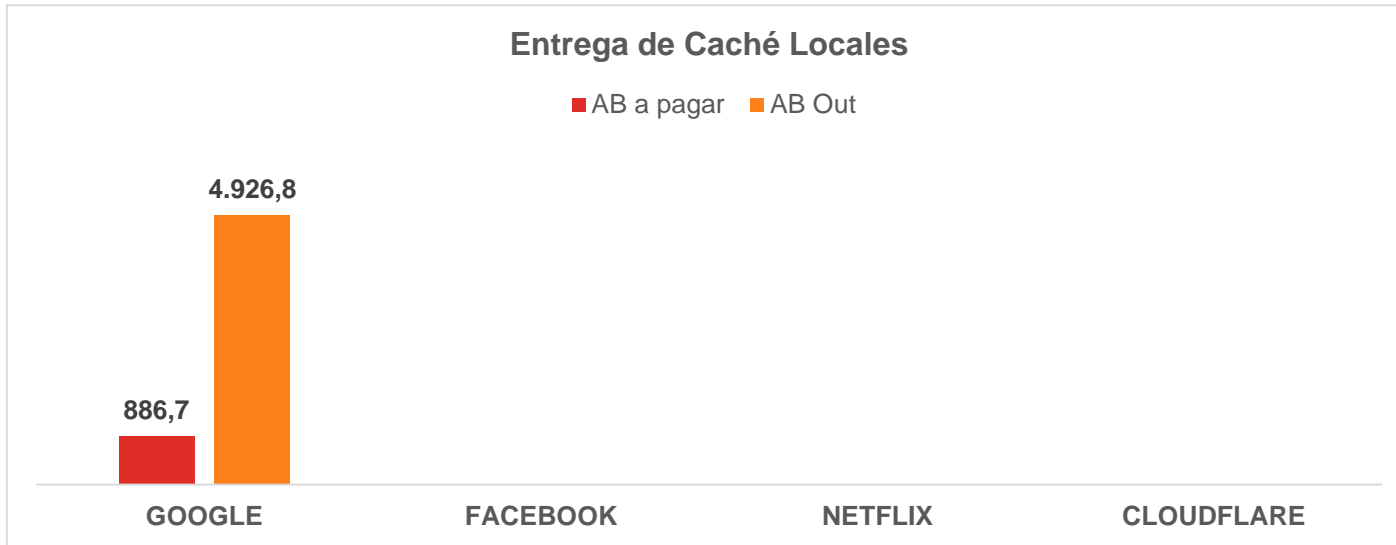 Entrega de Caché Locales
AB a pagar AB Out
4.926,8
886,7
GOOGLE FACEBOOK NETFLIX CLOUDFLARE